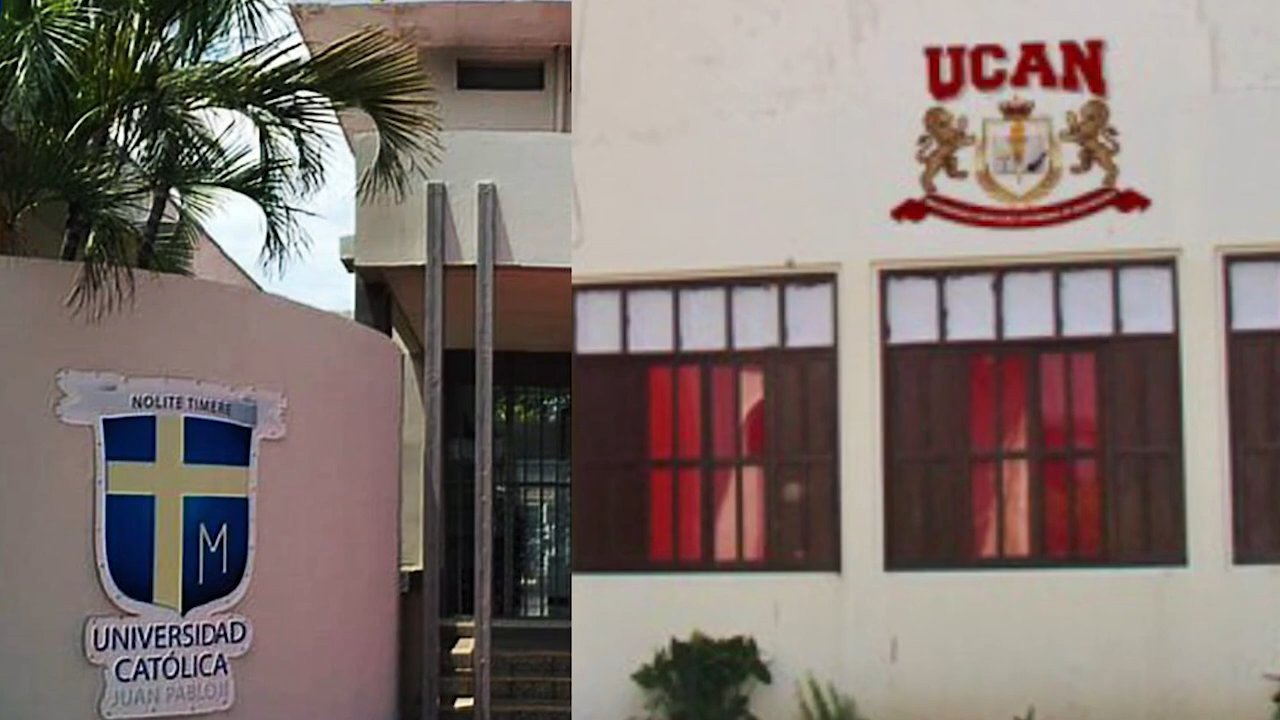 NOLITE TIMERE
M
UNIVERSIDAD
CATÓLICA
JUAN PABLO II
UCAN